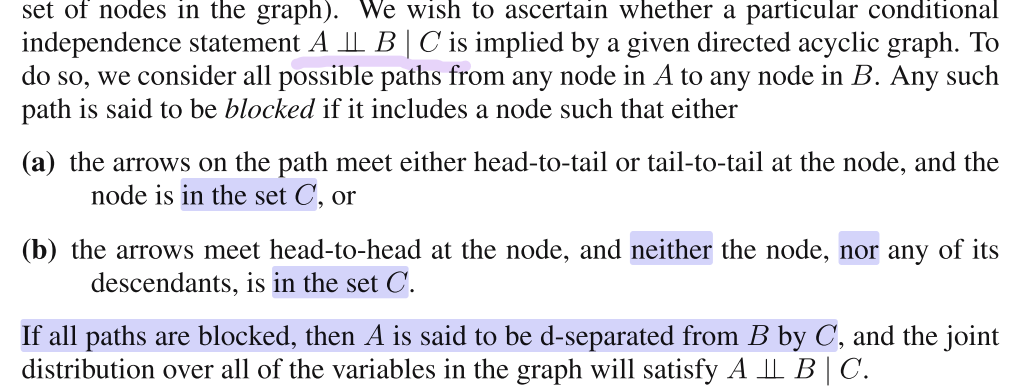 set of nodes in the graph). We wish to ascertain whether a particular conditional
independence statement A ⫫ B | C is implied by a given directed acyclic graph. To
do so, we consider all possible paths from any node in A to any node in B. Any such
path is said to be blocked if it includes a node such that either
(a) the arrows on the path meet either head-to-tail or tail-to-tail at the node, and the
node is in the set C, or
(b) the arrows meet head-to-head at the node, and neither the node, nor any of its
descendants, is in the set C.
If all paths are blocked, then A is said to be d-separated from B by C, and the joint
distribution over all of the variables in the graph will satisfy A ⫫ B | C.